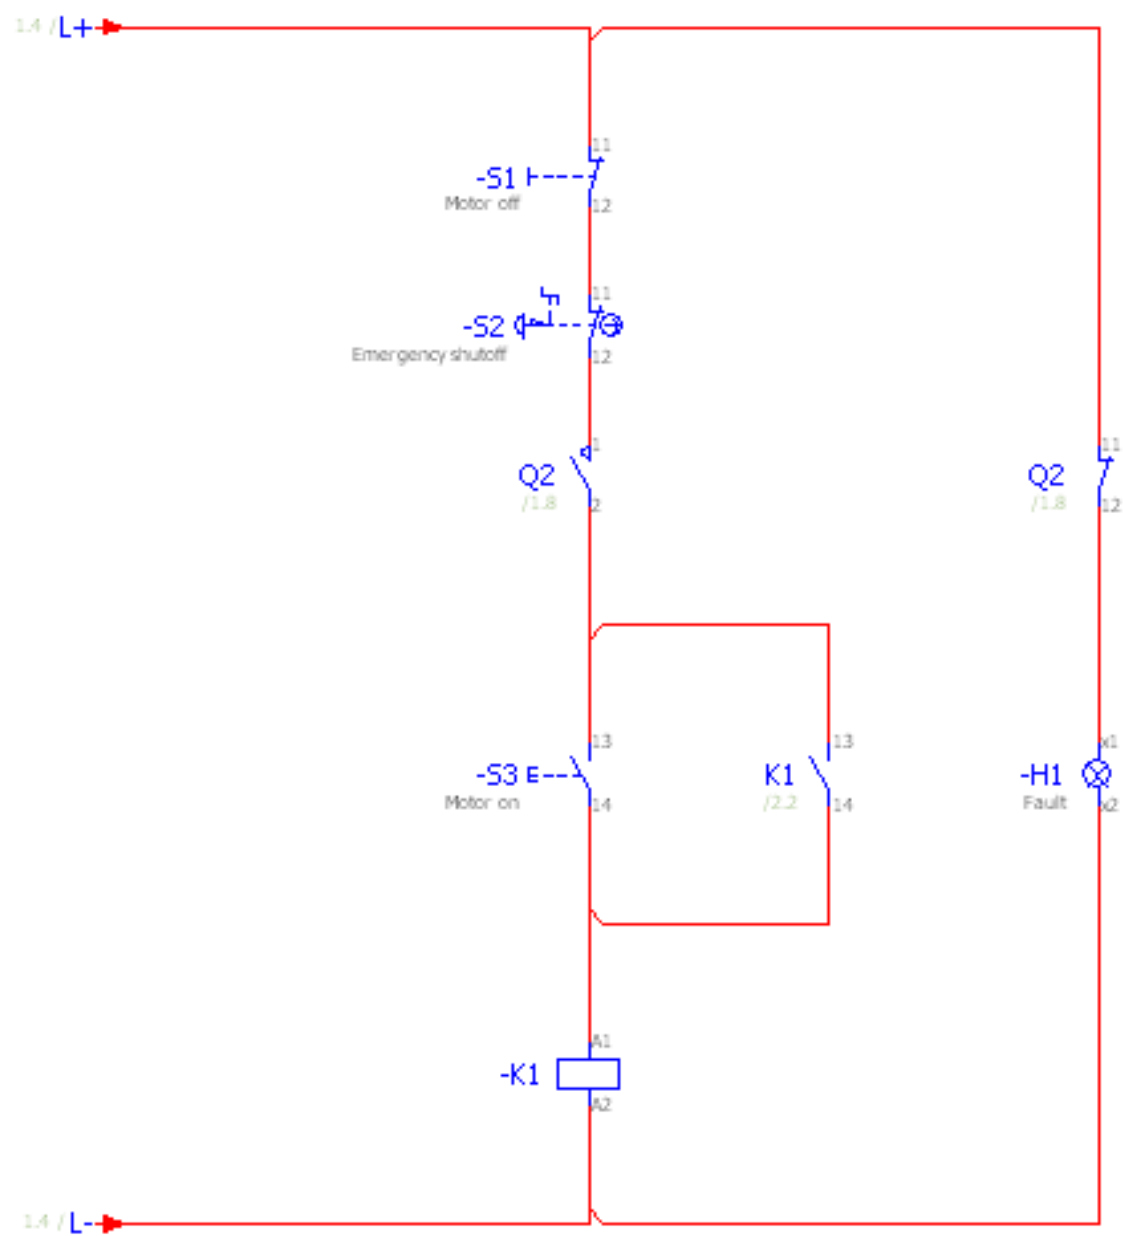 1.4 / L+
11
-S1
Motor off
12
11
-S2
Emergency shutoff
12
1
11
Q2
Q2
/1.8
2
/1.8
12
13
13
x1
-S3
K1
-H1
Motor on
14
/2.2
14
Fault
x2
A1
-K1
A2
1.4 / L-